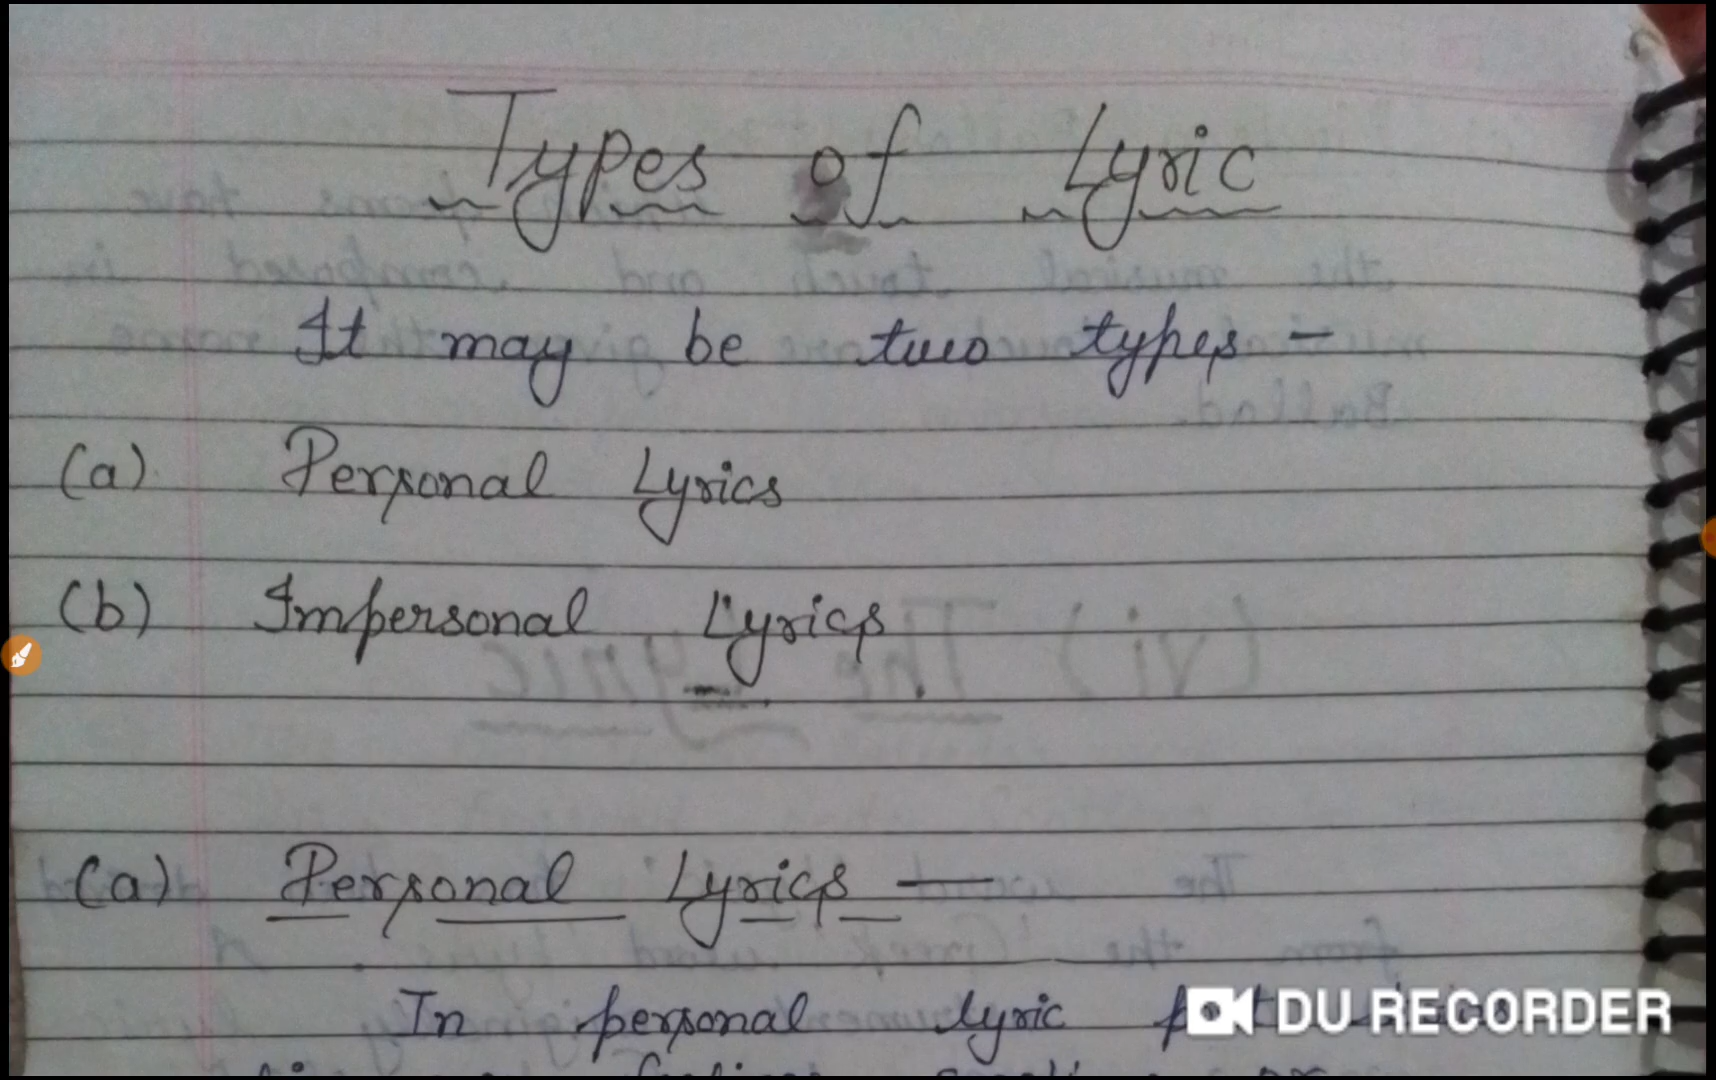 Types of Lyric
It may be two types -
(a) Personal Lyrics
(b) Impersonal Lyrics
(a) Personal Lyrics —
In personal lyric
DU RECORDER